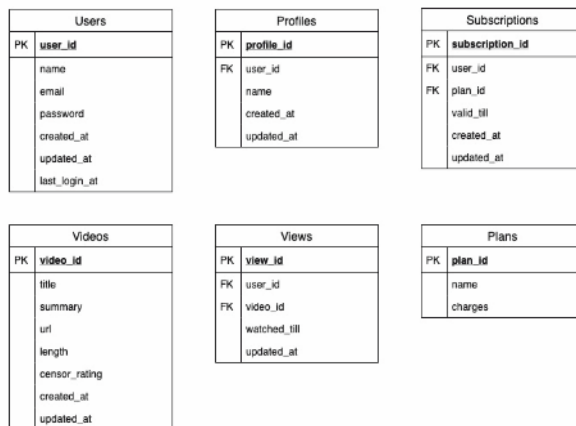 Users
PK user_id
name
email
password
created_at
updated_at
last_login_at
Profiles
PK profile_id
FK user_id
name
created_at
updated_at
Subscriptions
PK subscription_id
FK user_id
FK plan_id
valid_till
created_at
updated_at
Videos
PK video_id
title
summary
url
length
censor_rating
created_at
updated_at
Views
PK view_id
FK user_id
FK video_id
watched_till
updated_at
Plans
PK plan_id
name
charges